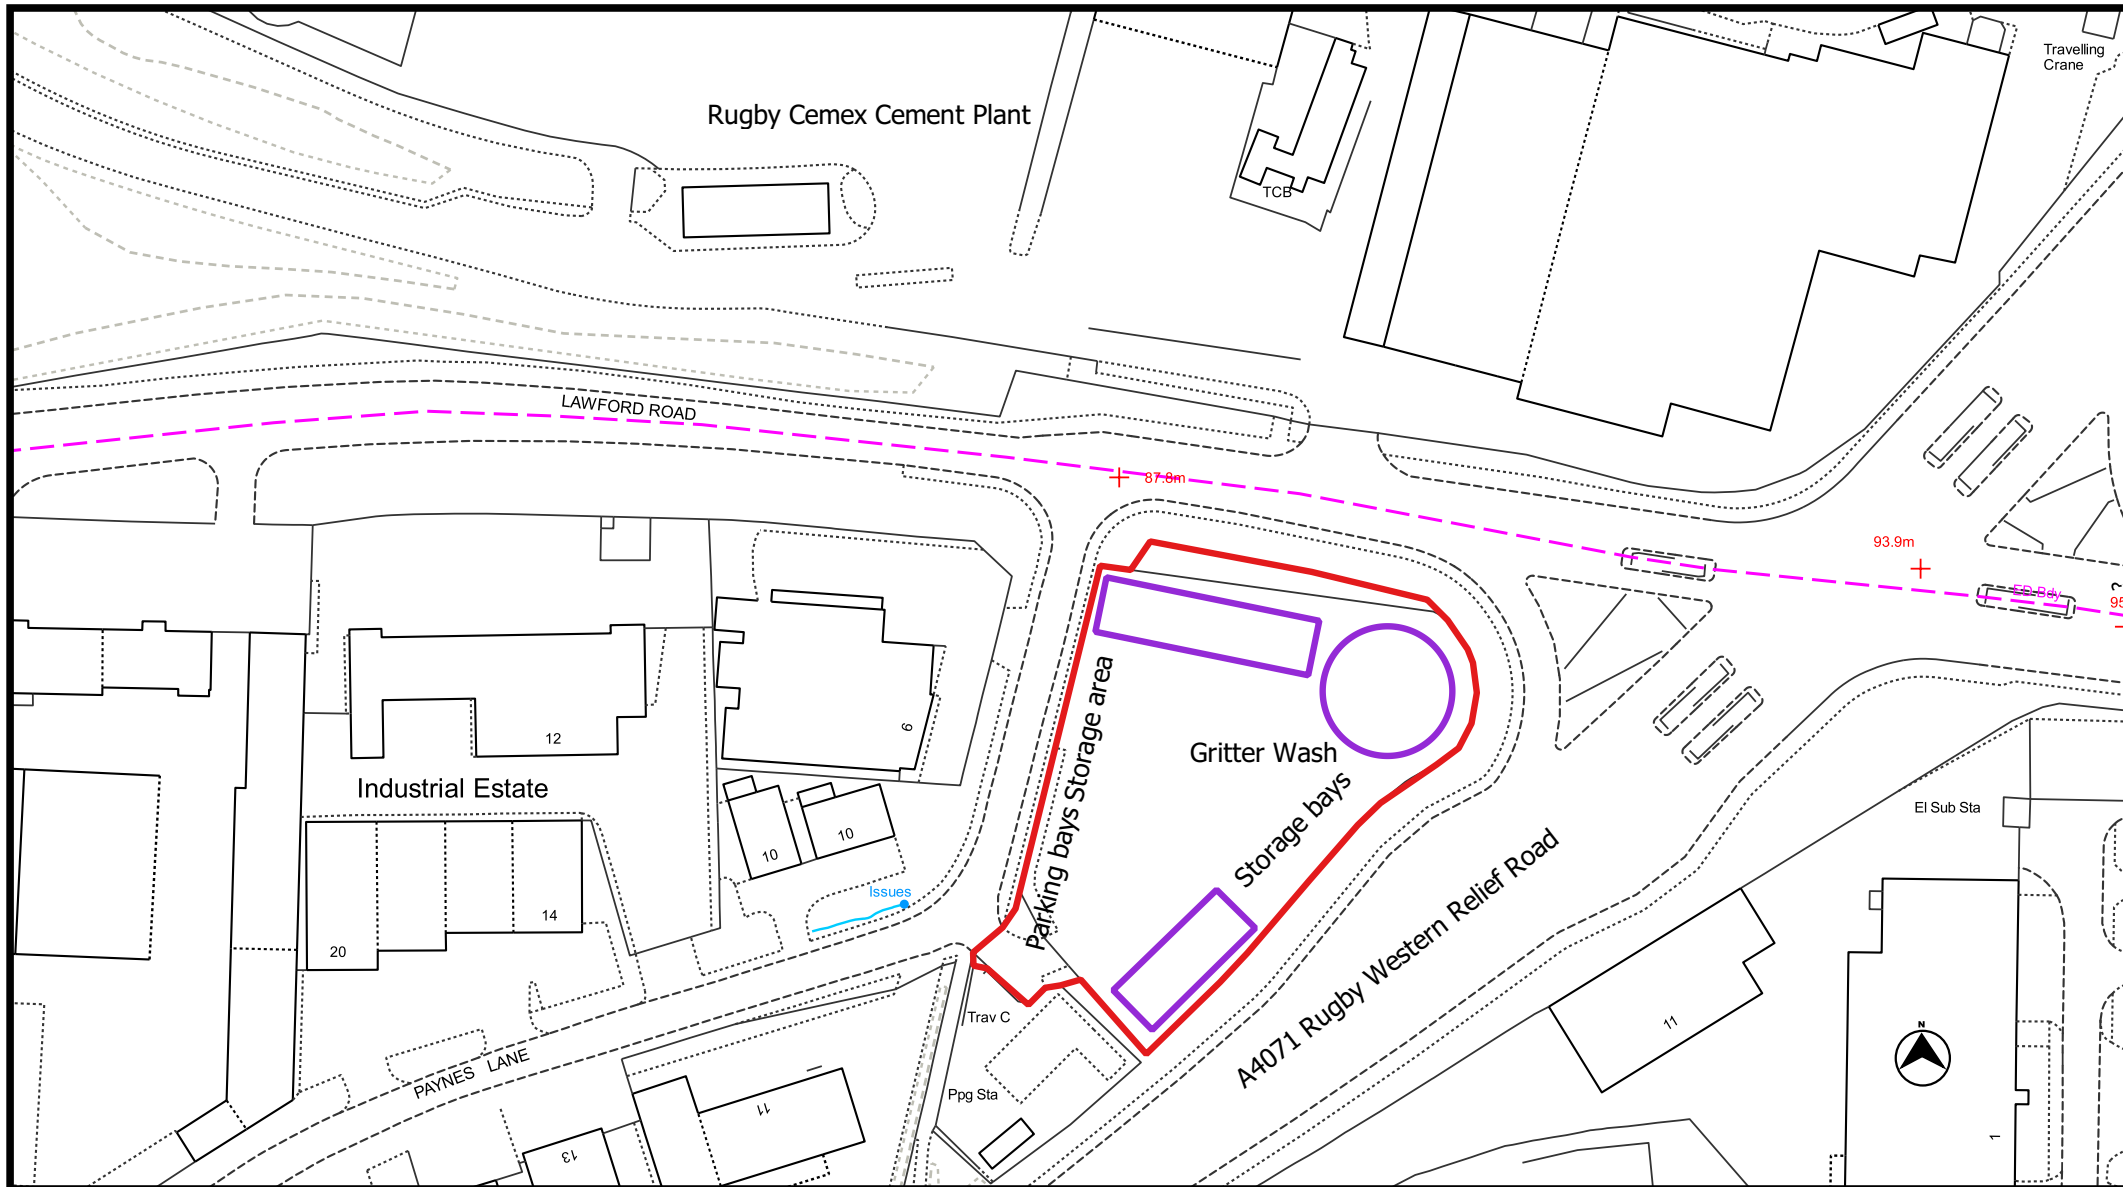 Travelling
Crane
Rugby Cemex Cement Plant
TCB
LAWFORD ROAD
87.8m
93.9m
ED Bdy
95
Parking bays Storage area
Gritter Wash
Storage bays
A4071 Rugby Western Relief Road
El Sub Sta
12
9
Industrial Estate
10
10
Issues
14
20
Trav C
PAYNES LANE
Ppg Sta
11
11
13
1
N